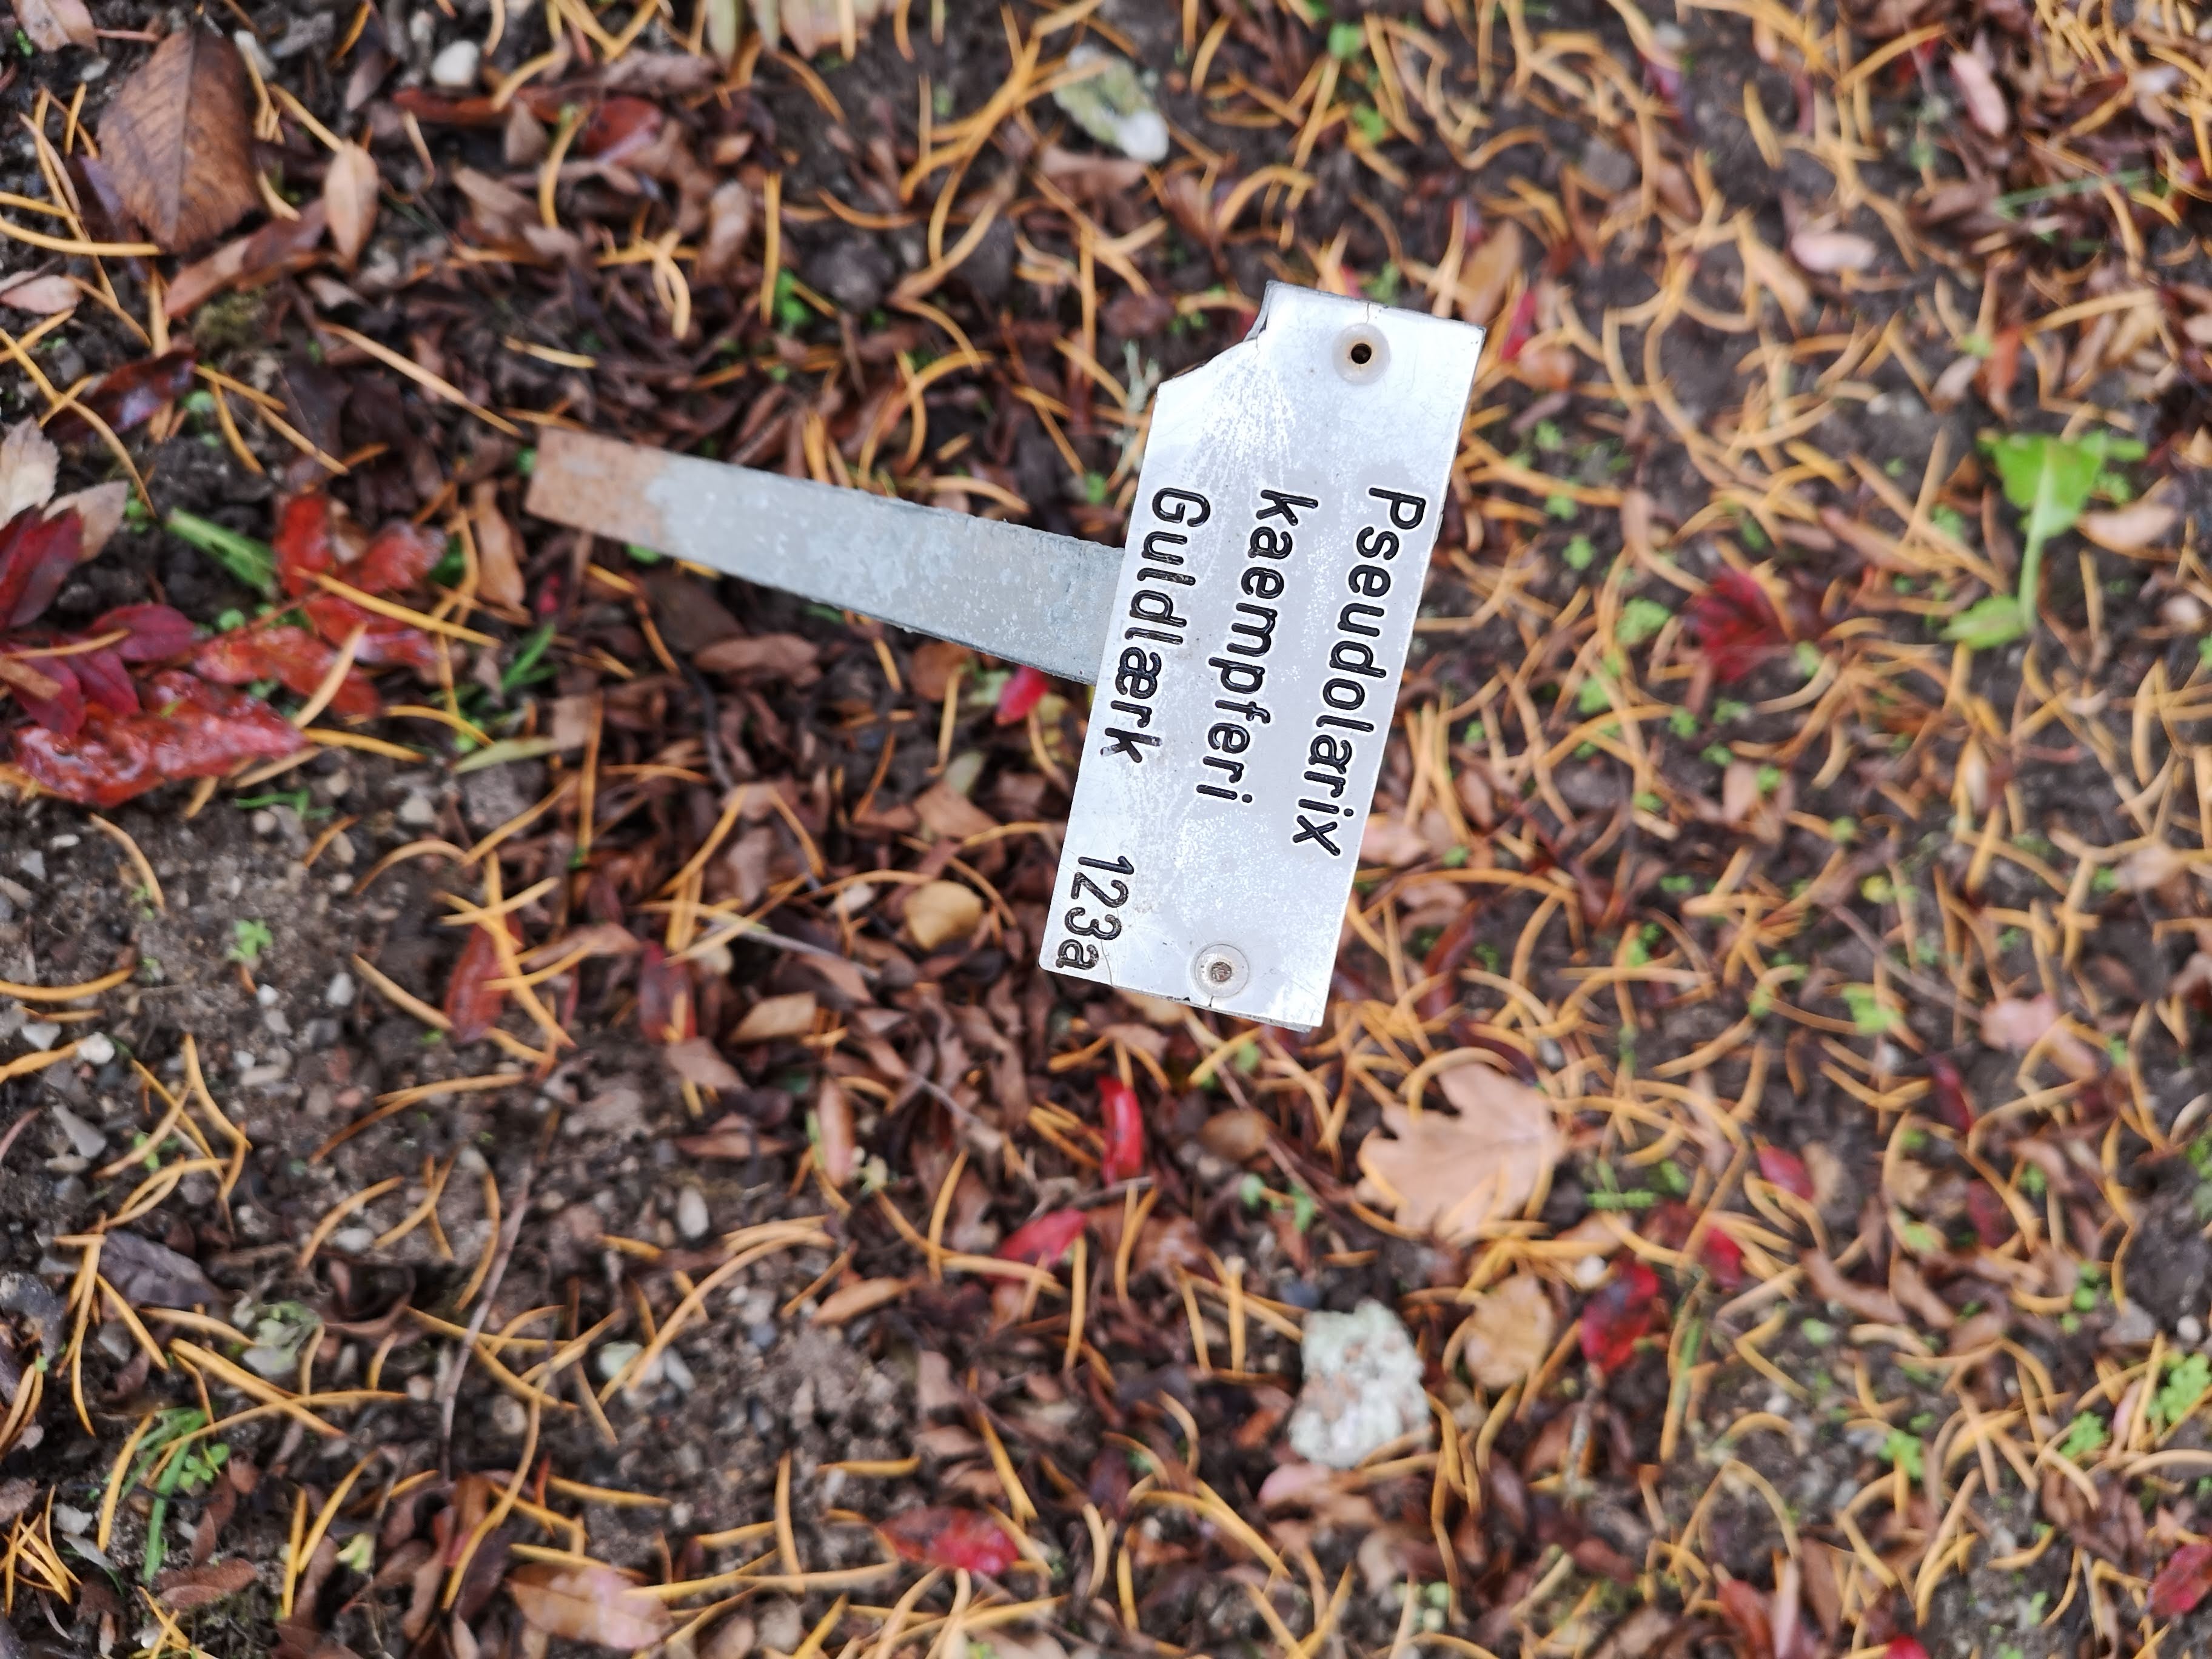 Pseudolarix
kaempferi
Guldlærk 123a